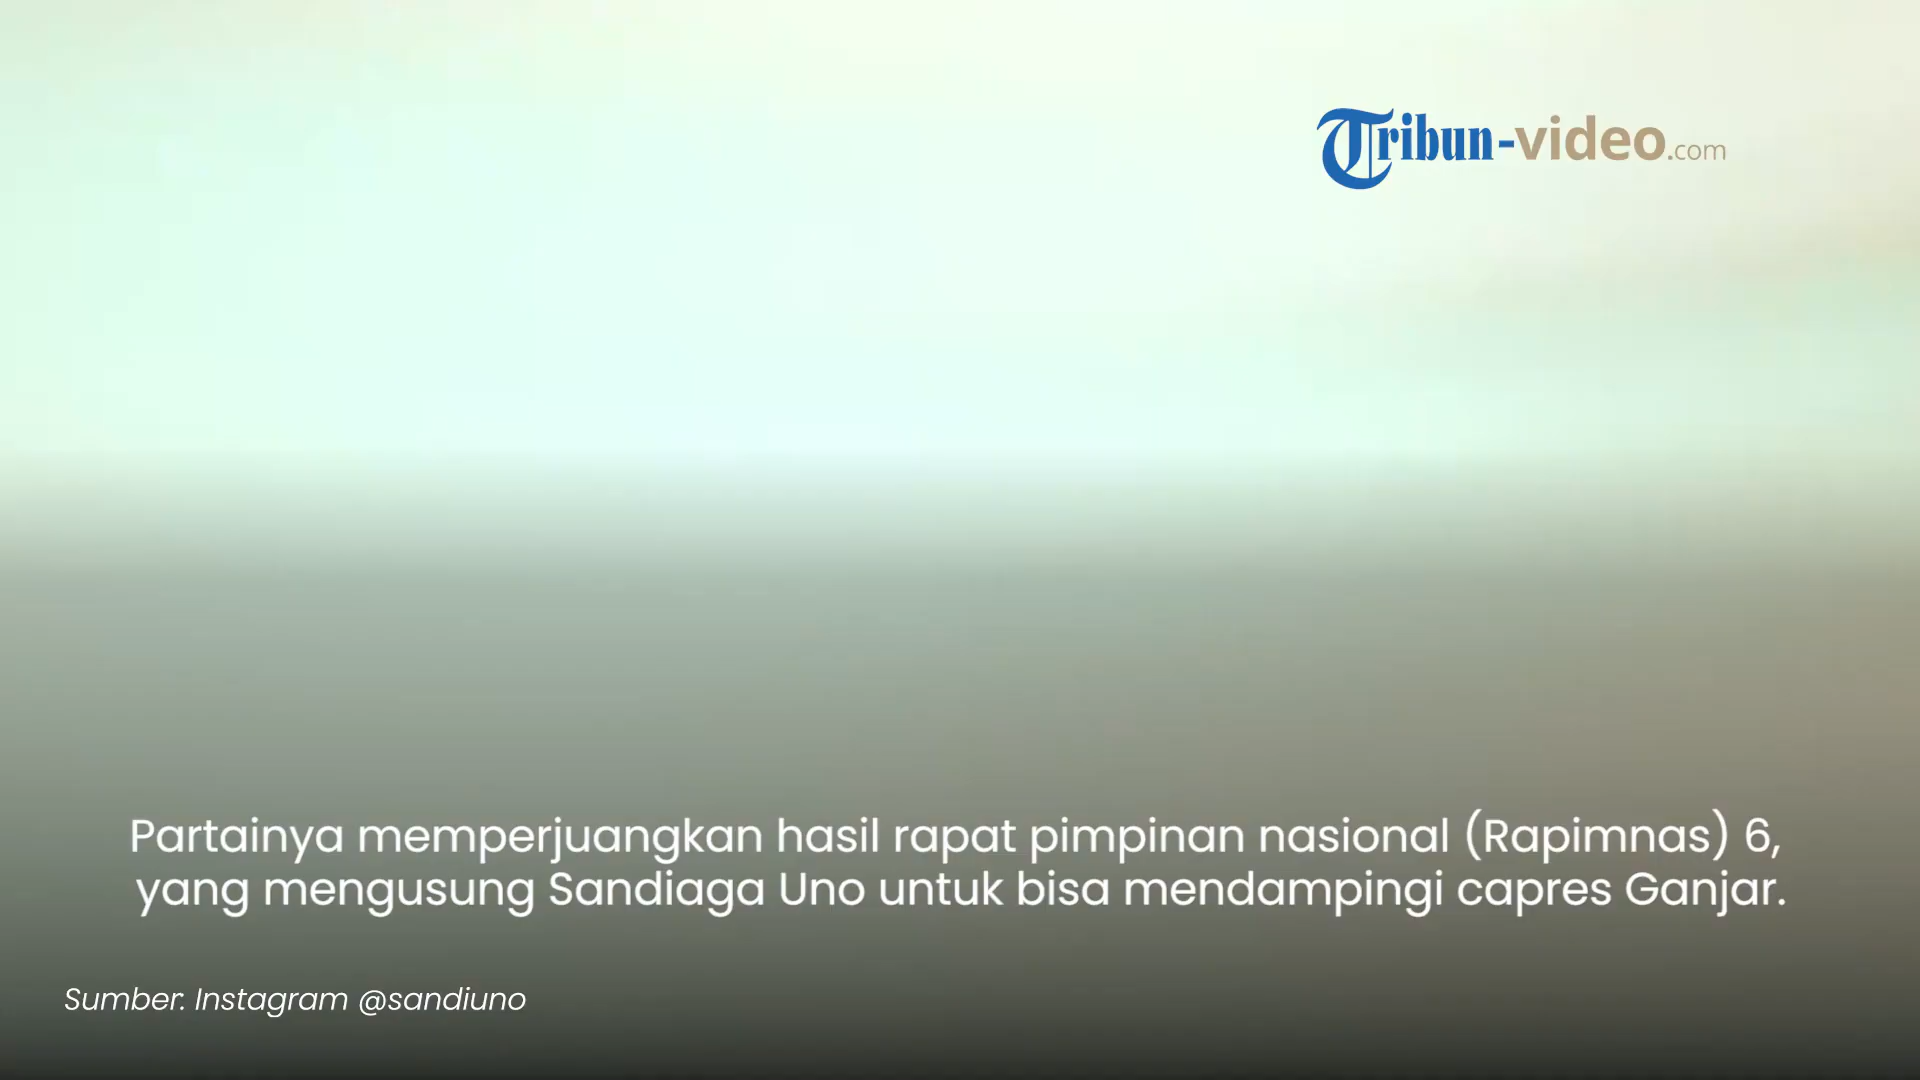 Tribun-video.com
Partainya memperjuangkan hasil rapat pimpinan nasional (Rapimnas) 6,
yang mengusung Sandiaga Uno untuk bisa mendampingi capres Ganjar.
Sumber: Instagram @sandiuno